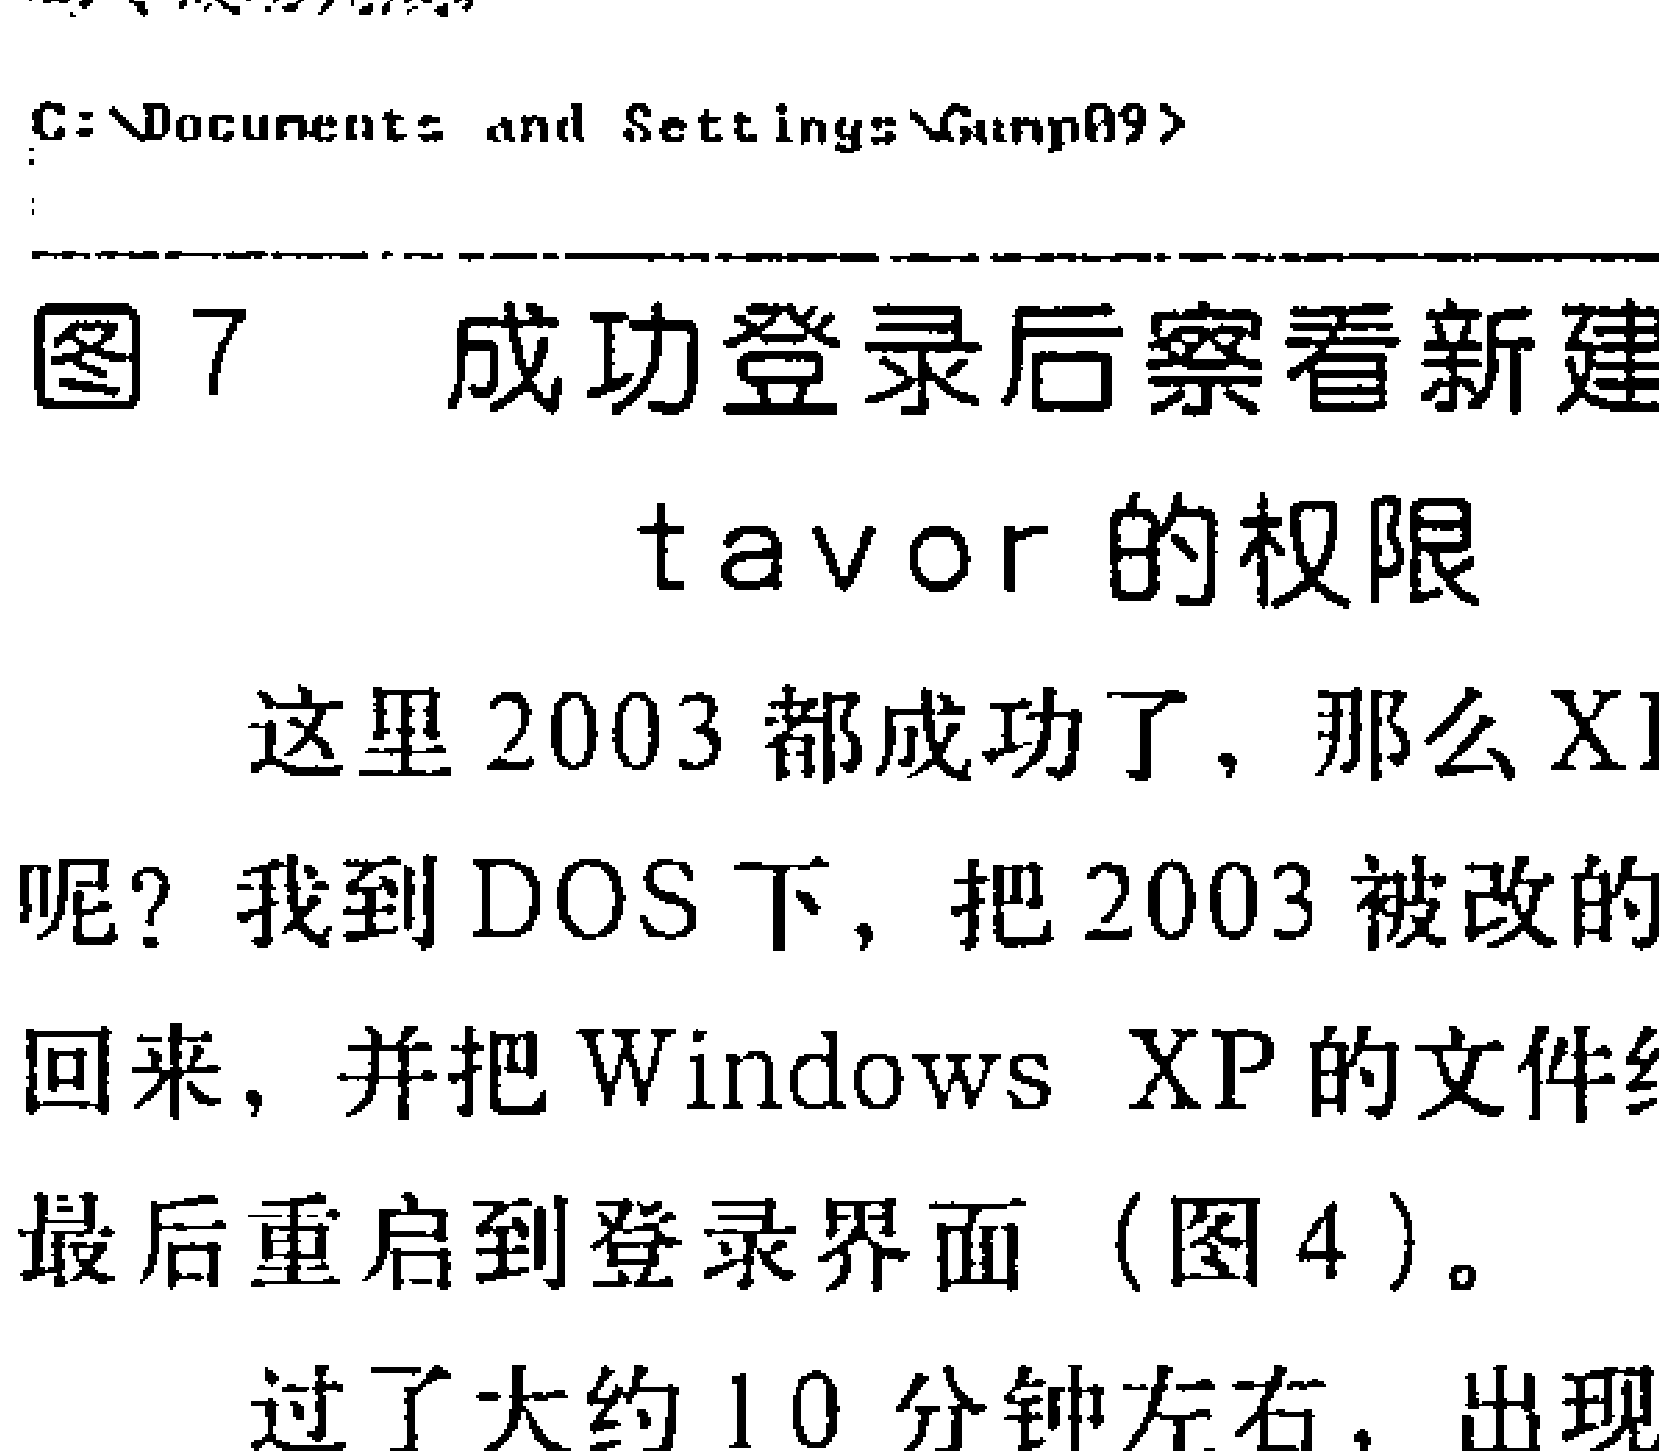 C:\Documents and Settings\Gump09>
图 7 成功登录后察看新建
tavor 的权限
这里 2003 都成功了，那么 XP
呢？我到 DOS 下，把 2003 被改的
回来，并把 Windows XP 的文件
最后重启到登录界面（图 4）。
过了大约 10 分钟左右，出现